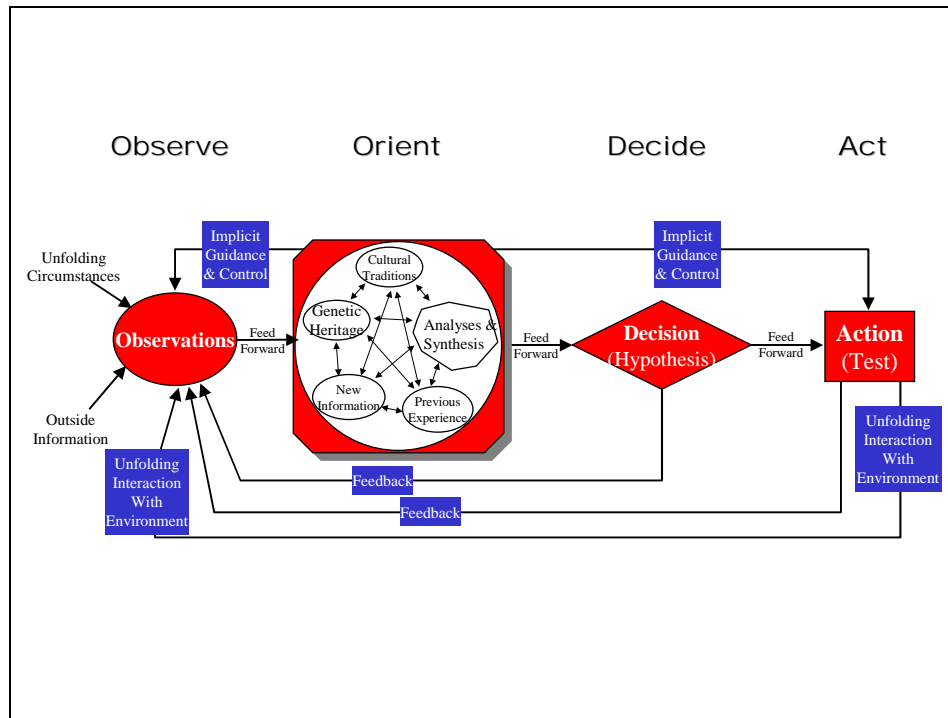 Observe
Orient
Decide
Act
Implicit
Guidance
& Control
Implicit
Guidance
& Control
Unfolding
Circumstances
Cultural
Traditions
Genetic
Heritage
Analyses &
Synthesis
New
Information
Previous
Experience
Observations
Feed
Forward
Feed
Forward
Decision
(Hypothesis)
Feed
Forward
Action
(Test)
Outside
Information
Unfolding
Interaction
With
Environment
Feedback
Feedback
Unfolding
Interaction
With
Environment